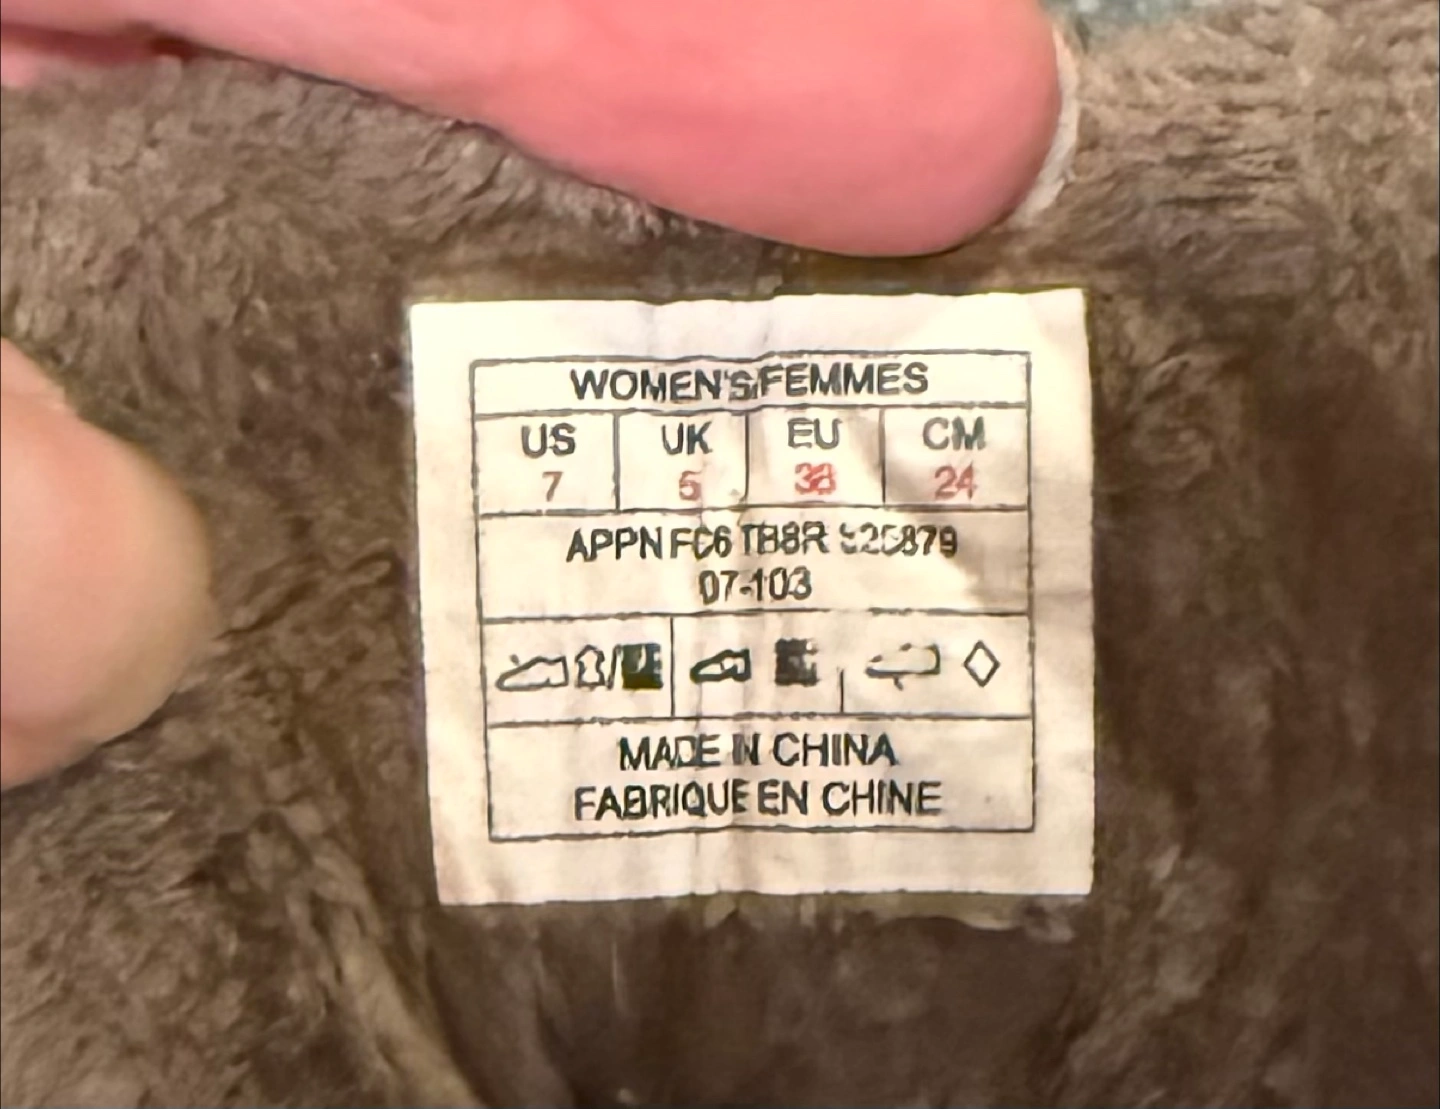 WOMEN'S/FEMMES
US UK EU CM
7 5 38 24
APPN FC6
07-103
MADE IN CHINA
FABRIQUE EN CHINE